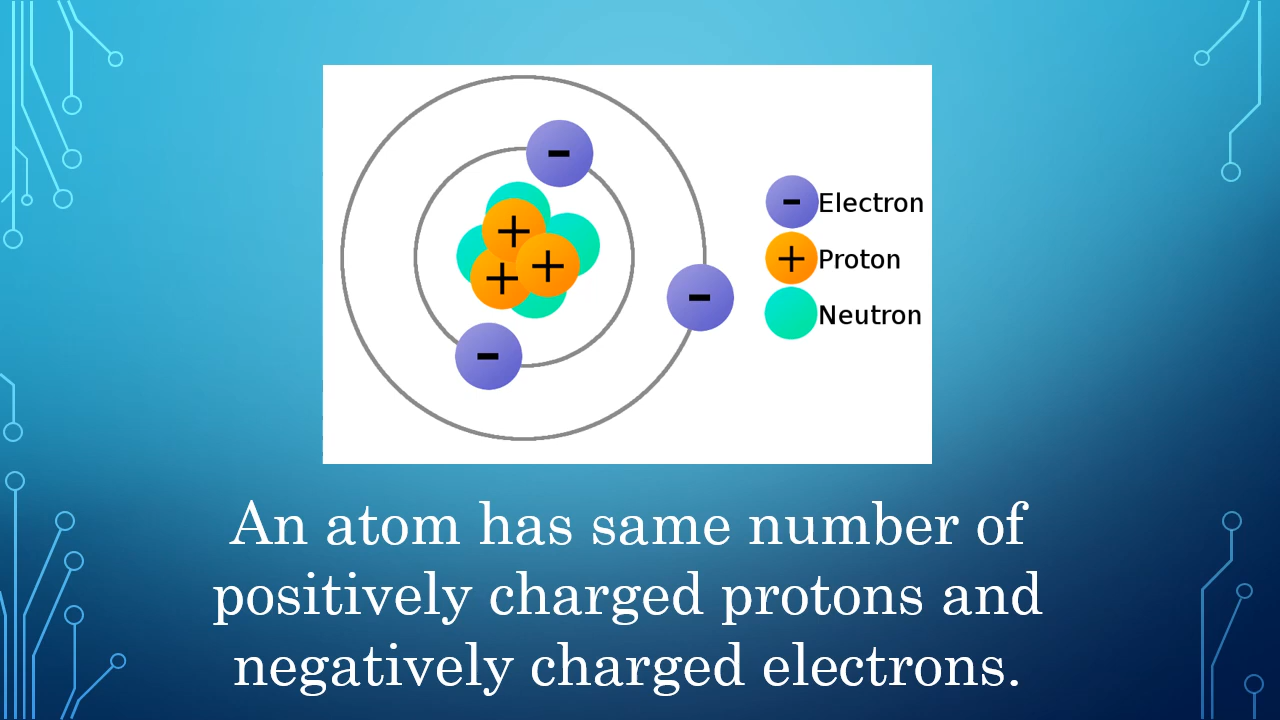 -
+
+
+
-
-
- Electron
+ Proton
Neutron
An atom has same number of
positively charged protons and
negatively charged electrons.